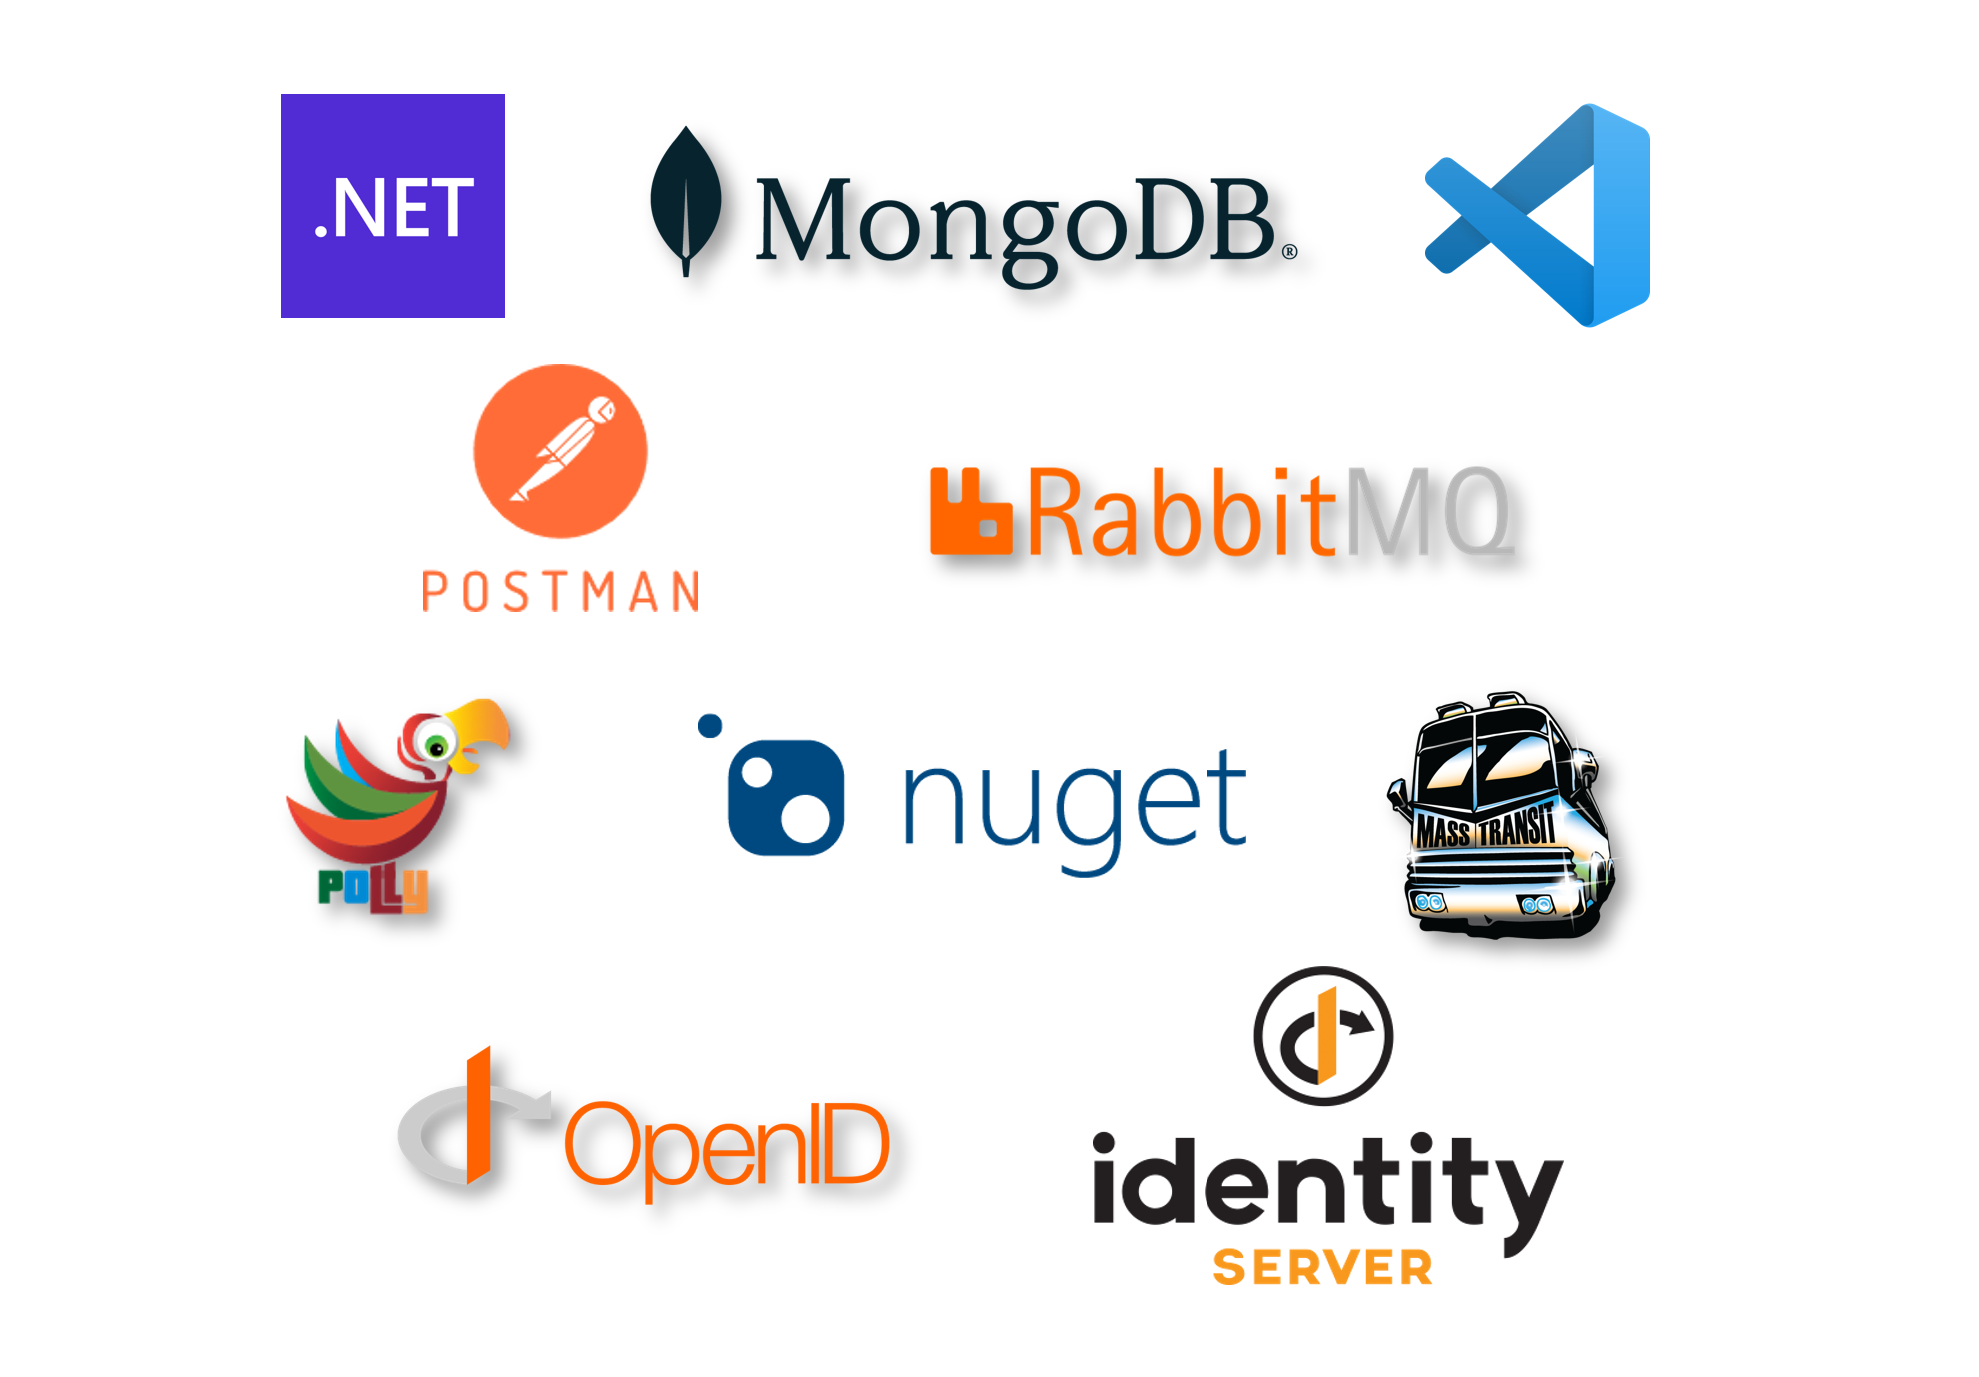 .NET
MongoDB®
POSTMAN
RabbitMQ
POLLY
nuget
MASS TRANSIT
OpenID
identity
SERVER